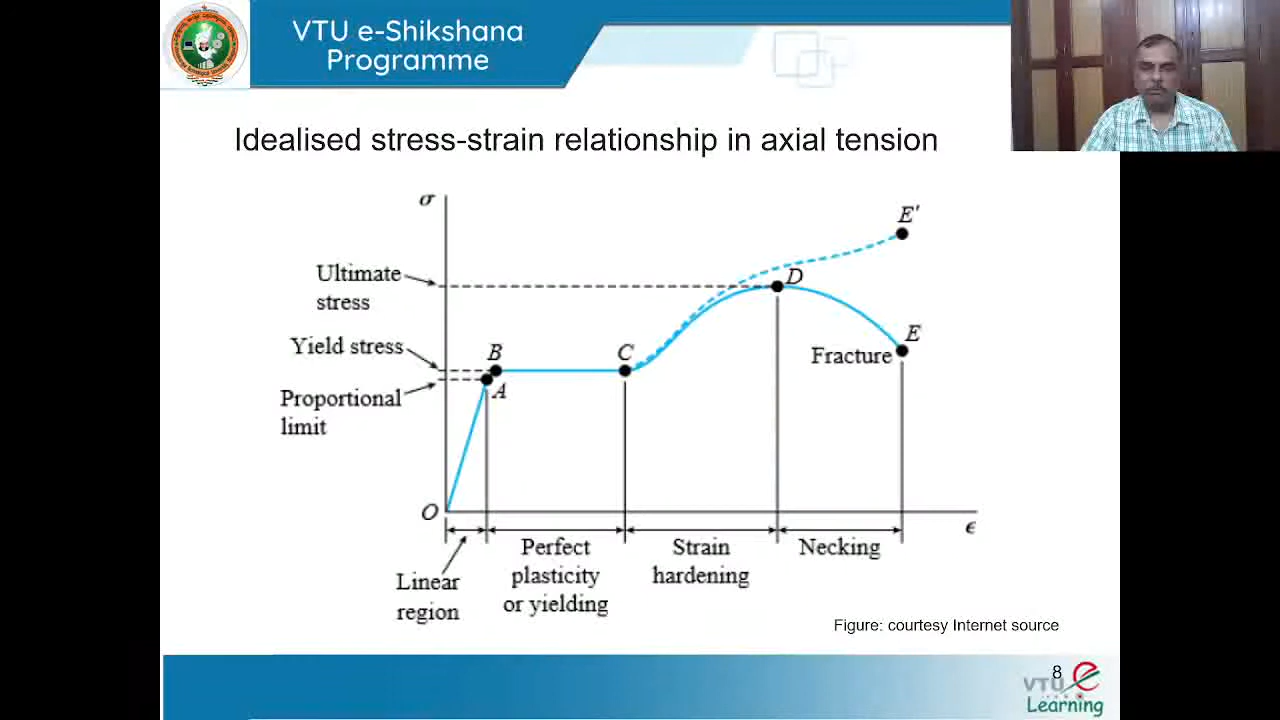 VTU e-Shikshana
Programme
Idealised stress-strain relationship in axial tension
σ
E'
Ultimate
stress
D
Yield stress
B
C
E
Fracture
Proportional
limit
A
O
ϵ
Perfect
plasticity
or yielding
Strain
hardening
Necking
Linear
region
Figure: courtesy Internet source
8
VTU e
Learning